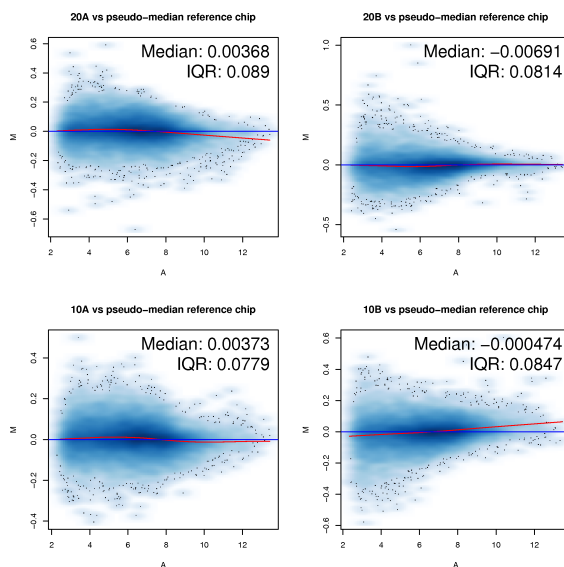 20A vs pseudo−median reference chip
Median: 0.00368
IQR: 0.089
M
0.6
0.4
0.2
0.0
−0.2
−0.4
−0.6
2 4 6 8 10 12
A
20B vs pseudo−median reference chip
Median: −0.00691
IQR: 0.0814
M
1.0
0.5
0.0
−0.5
2 4 6 8 10 12
A
10A vs pseudo−median reference chip
Median: 0.00373
IQR: 0.0779
M
0.4
0.2
0.0
−0.2
−0.4
2 4 6 8 10 12
A
10B vs pseudo−median reference chip
Median: −0.000474
IQR: 0.0847
M
0.6
0.4
0.2
0.0
−0.2
−0.4
−0.6
2 4 6 8 10 12
A